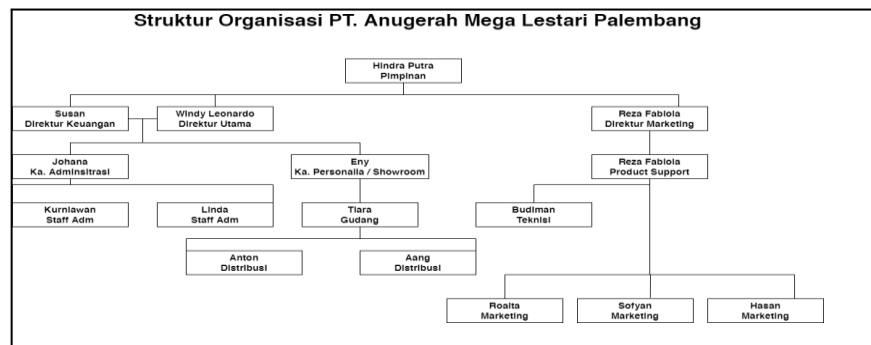 Struktur Organisasi PT. Anugerah Mega Lestari Palembang
Hindra Putra
Pimpinan
Susan
Direktur Keuangan
Windy Leonardo
Direktur Utama
Reza Fabiola
Direktur Marketing
Johana
Ka. Adminsitrasi
Eny
Ka. Personalia / Showroom
Reza Fabiola
Product Support
Kurniawan
Staff Adm
Linda
Staff Adm
Tiara
Gudang
Budiman
Teknisi
Anton
Distribusi
Aang
Distribusi
Roaita
Marketing
Sofyan
Marketing
Hasan
Marketing